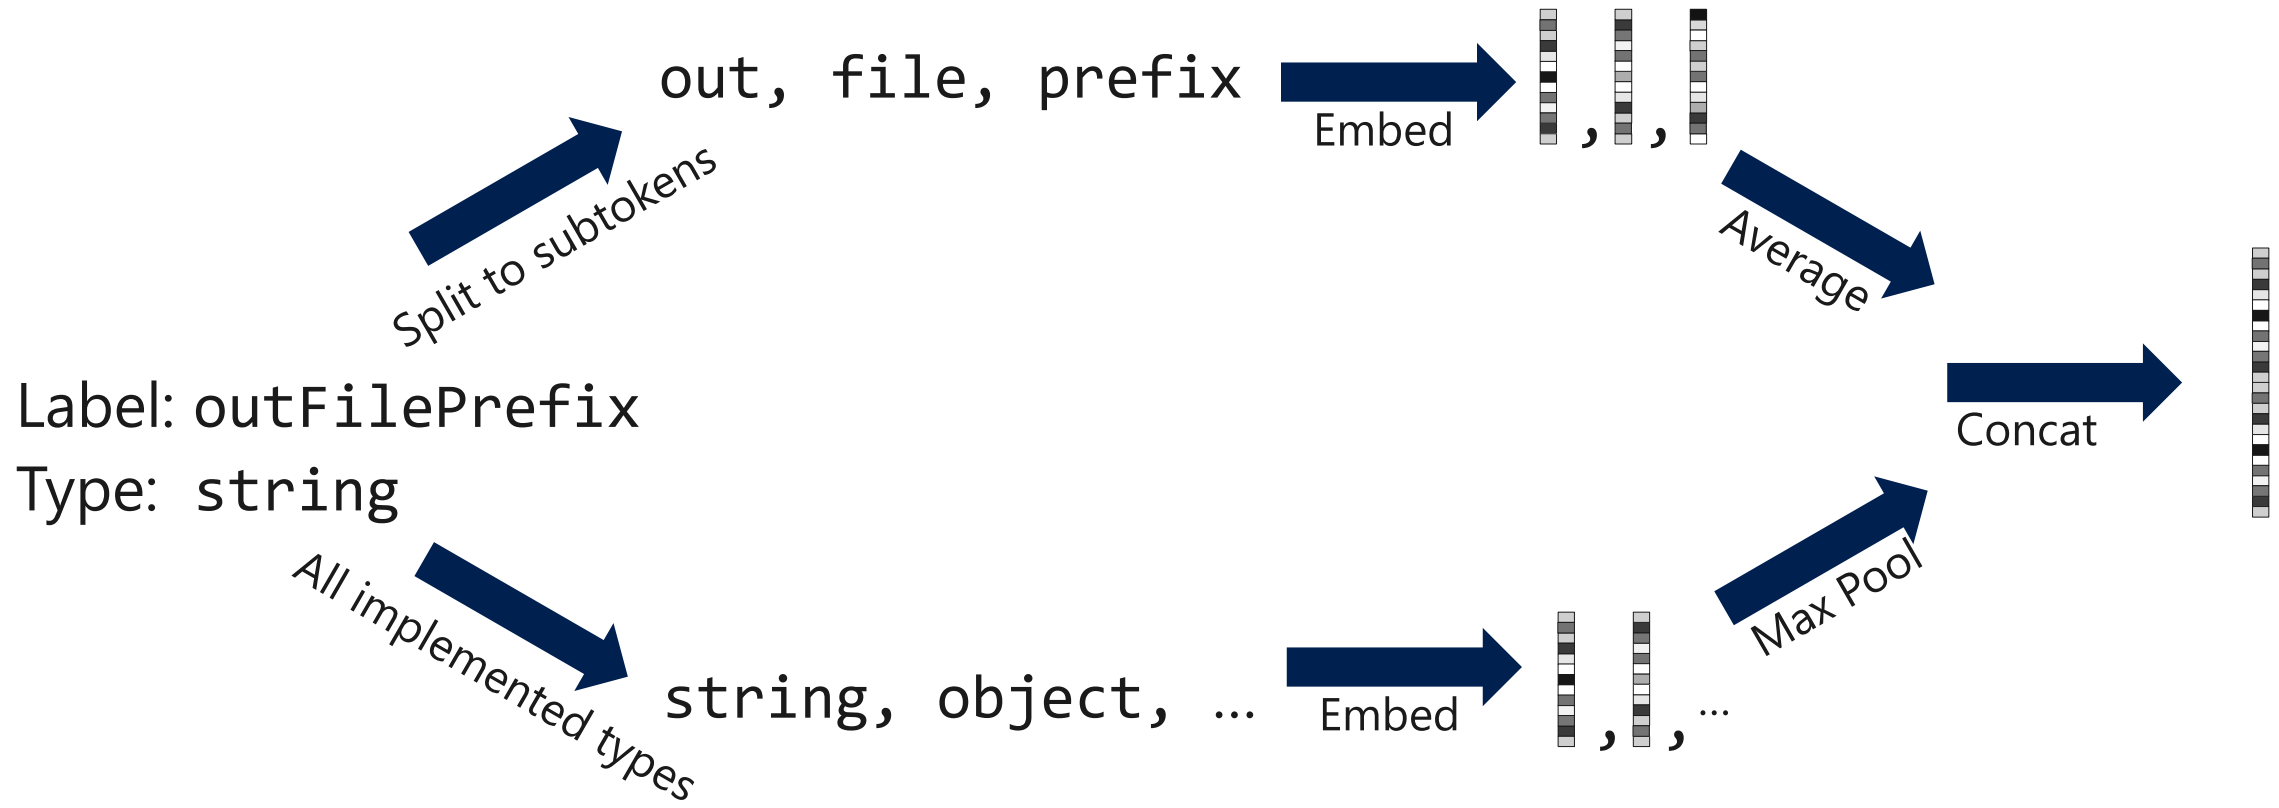 out, file, prefix
Embed
, ,
Split to subtokens
Average
Label: outFilePrefix
Type: string
Concat
All implemented types
Max Pool
string, object, ...
Embed
, , ...